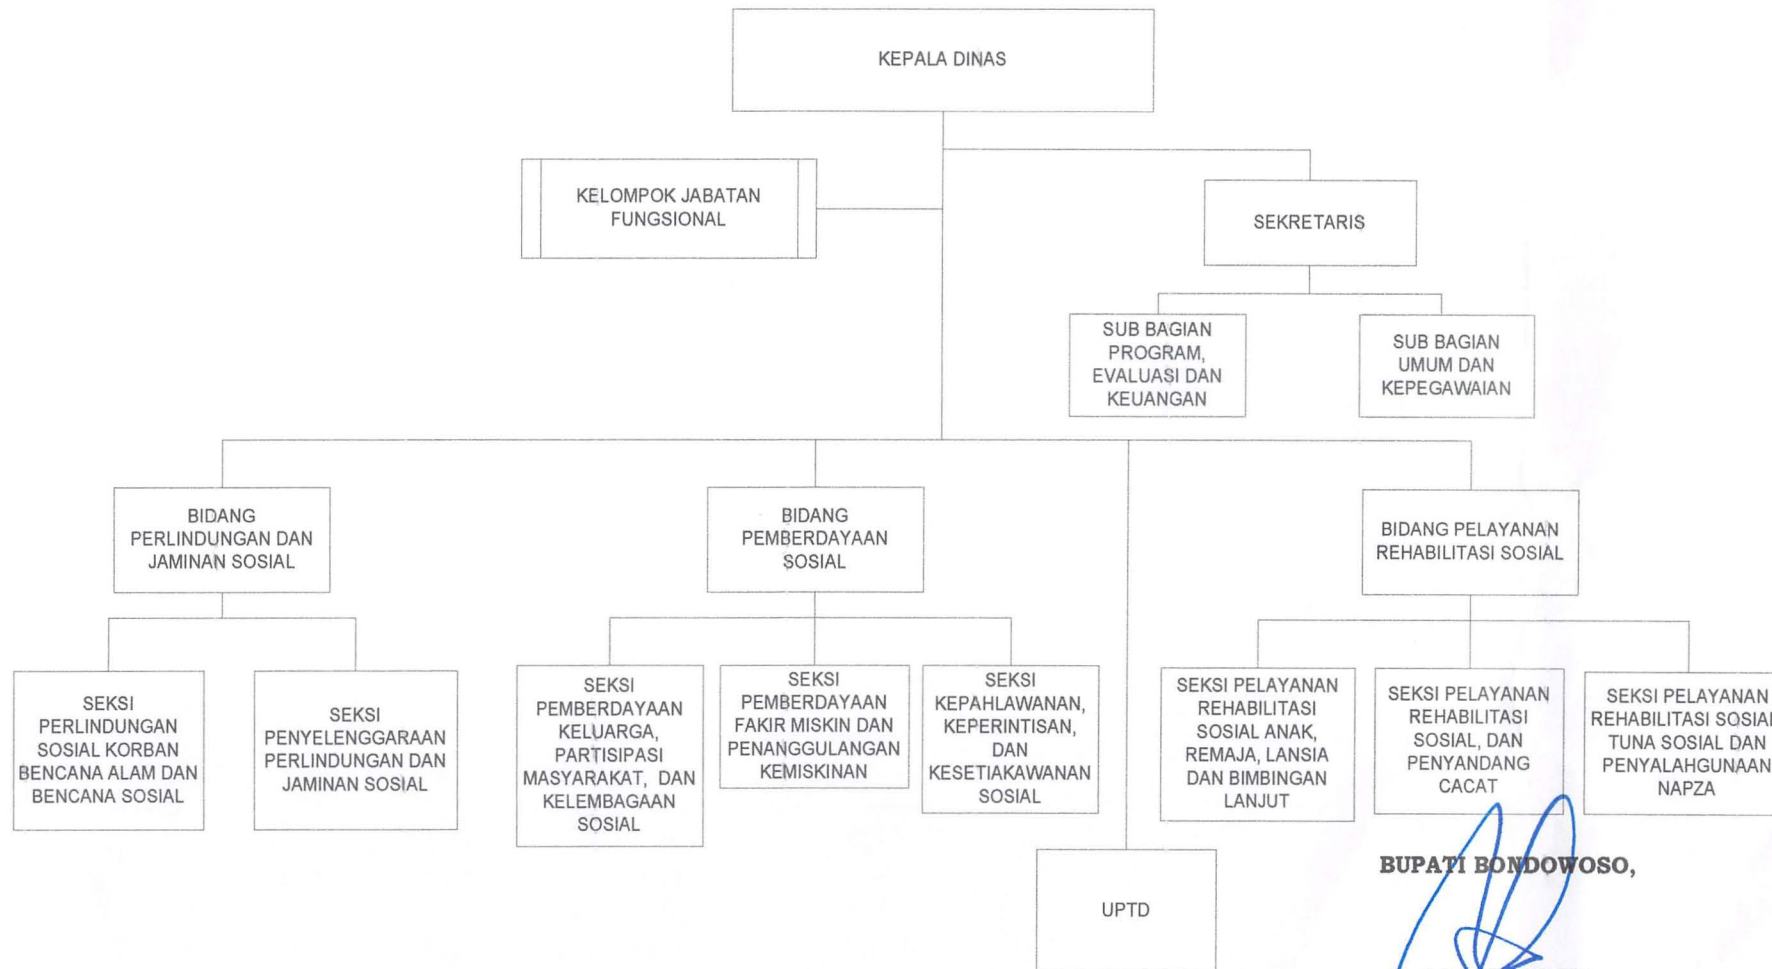 KEPALA DINAS
KELOMPOK JABATAN
FUNGSIONAL
SEKRETARIS
SUB BAGIAN
PROGRAM,
EVALUASI DAN
KEUANGAN
SUB BAGIAN
UMUM DAN
KEPEGAWAIAN
BIDANG
PERLINDUNGAN DAN
JAMINAN SOSIAL
BIDANG
PEMBERDAYAAN
SOSIAL
BIDANG PELAYANAN
REHABILITASI SOSIAL
SEKSI
PERLINDUNGAN
SOSIAL KORBAN
BENCANA ALAM DAN
BENCANA SOSIAL
SEKSI
PENYELENGGARAAN
PERLINDUNGAN DAN
JAMINAN SOSIAL
SEKSI
PEMBERDAYAAN
KELUARGA,
PARTISIPASI
MASYARAKAT, DAN
KELEMBAGAAN
SOSIAL
SEKSI
PEMBERDAYAAN
FAKIR MISKIN DAN
PENANGGULANGAN
KEMISKINAN
SEKSI
KEPAHLAWANAN,
KEPERINTISAN,
DAN
KESETIAKAWANAN
SOSIAL
SEKSI PELAYANAN
REHABILITASI
SOSIAL ANAK,
REMAJA, LANSIA
DAN BIMBINGAN
LANJUT
SEKSI PELAYANAN
REHABILITASI
SOSIAL, DAN
PENYANDANG
CACAT
SEKSI PELAYANAN
REHABILITASI SOSIAL
TUNA SOSIAL DAN
PENYALAHGUNAAN
NAPZA
UPTD
BUPATI BONDOWOSO,